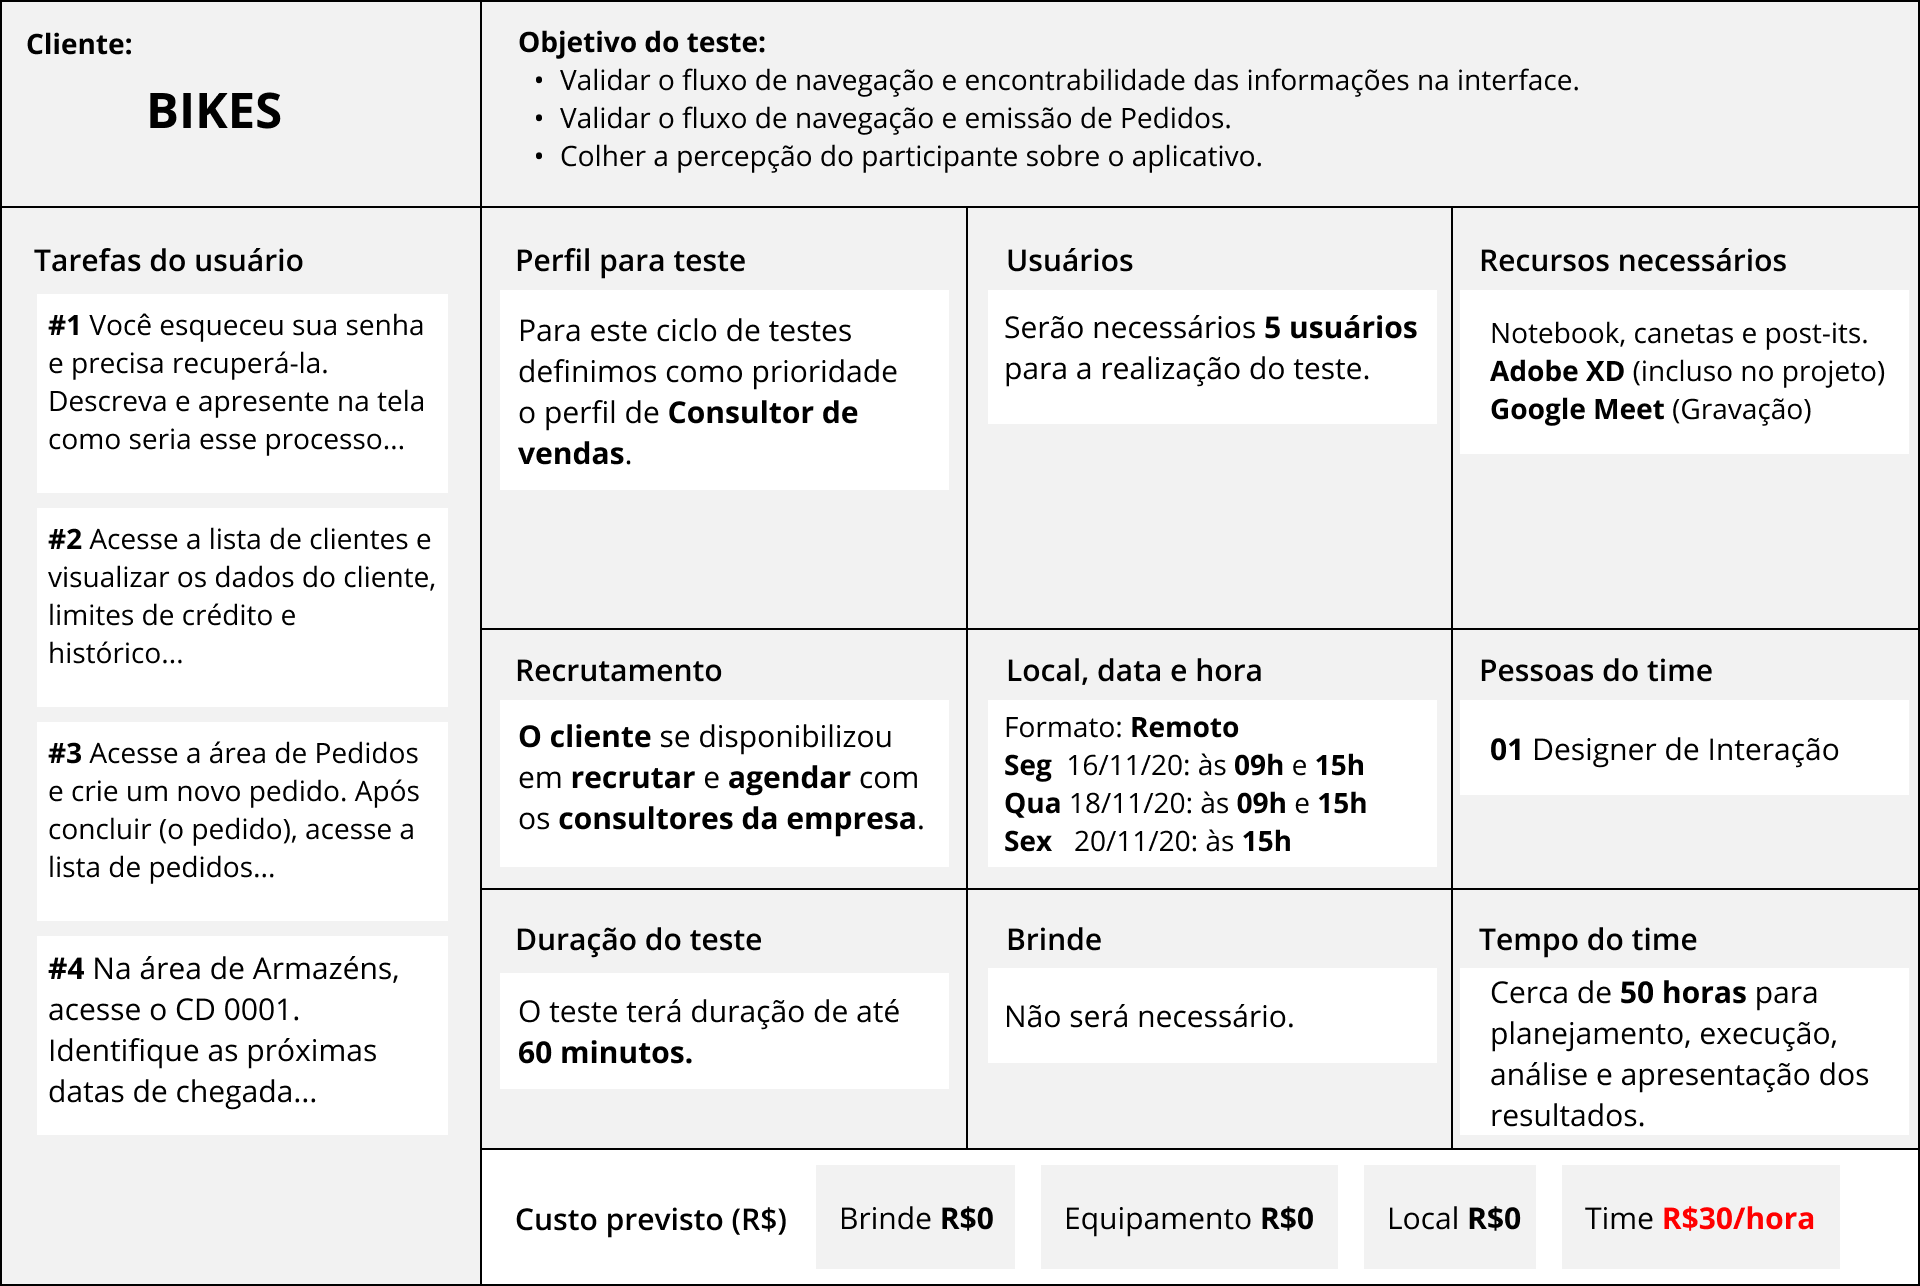 Cliente:
BIKES
Objetivo do teste:
• Validar o fluxo de navegação e encontrabilidade das informações na interface.
• Validar o fluxo de navegação e emissão de Pedidos.
• Colher a percepção do participante sobre o aplicativo.
Tarefas do usuário
#1 Você esqueceu sua senha
e precisa recuperá-la.
Descreva e apresente na tela
como seria esse processo...
#2 Acesse a lista de clientes e
visualizar os dados do cliente,
limites de crédito e
histórico...
#3 Acesse a área de Pedidos
e crie um novo pedido. Após
concluir (o pedido), acesse a
lista de pedidos...
#4 Na área de Armazéns,
acesse o CD 0001.
Identifique as próximas
datas de chegada...
Perfil para teste
Para este ciclo de testes
definimos como prioridade
o perfil de Consultor de
vendas.
Usuários
Serão necessários 5 usuários
para a realização do teste.
Recursos necessários
Notebook, canetas e post-its.
Adobe XD (incluso no projeto)
Google Meet (Gravação)
Recrutamento
O cliente se disponibilizou
em recrutar e agendar com
os consultores da empresa.
Local, data e hora
Formato: Remoto
Seg 16/11/20: às 09h e 15h
Qua 18/11/20: às 09h e 15h
Sex 20/11/20: às 15h
Pessoas do time
01 Designer de Interação
Duração do teste
O teste terá duração de até
60 minutos.
Brinde
Não será necessário.
Tempo do time
Cerca de 50 horas para
planejamento, execução,
análise e apresentação dos
resultados.
Custo previsto (R$)
Brinde R$0
Equipamento R$0
Local R$0
Time R$30/hora